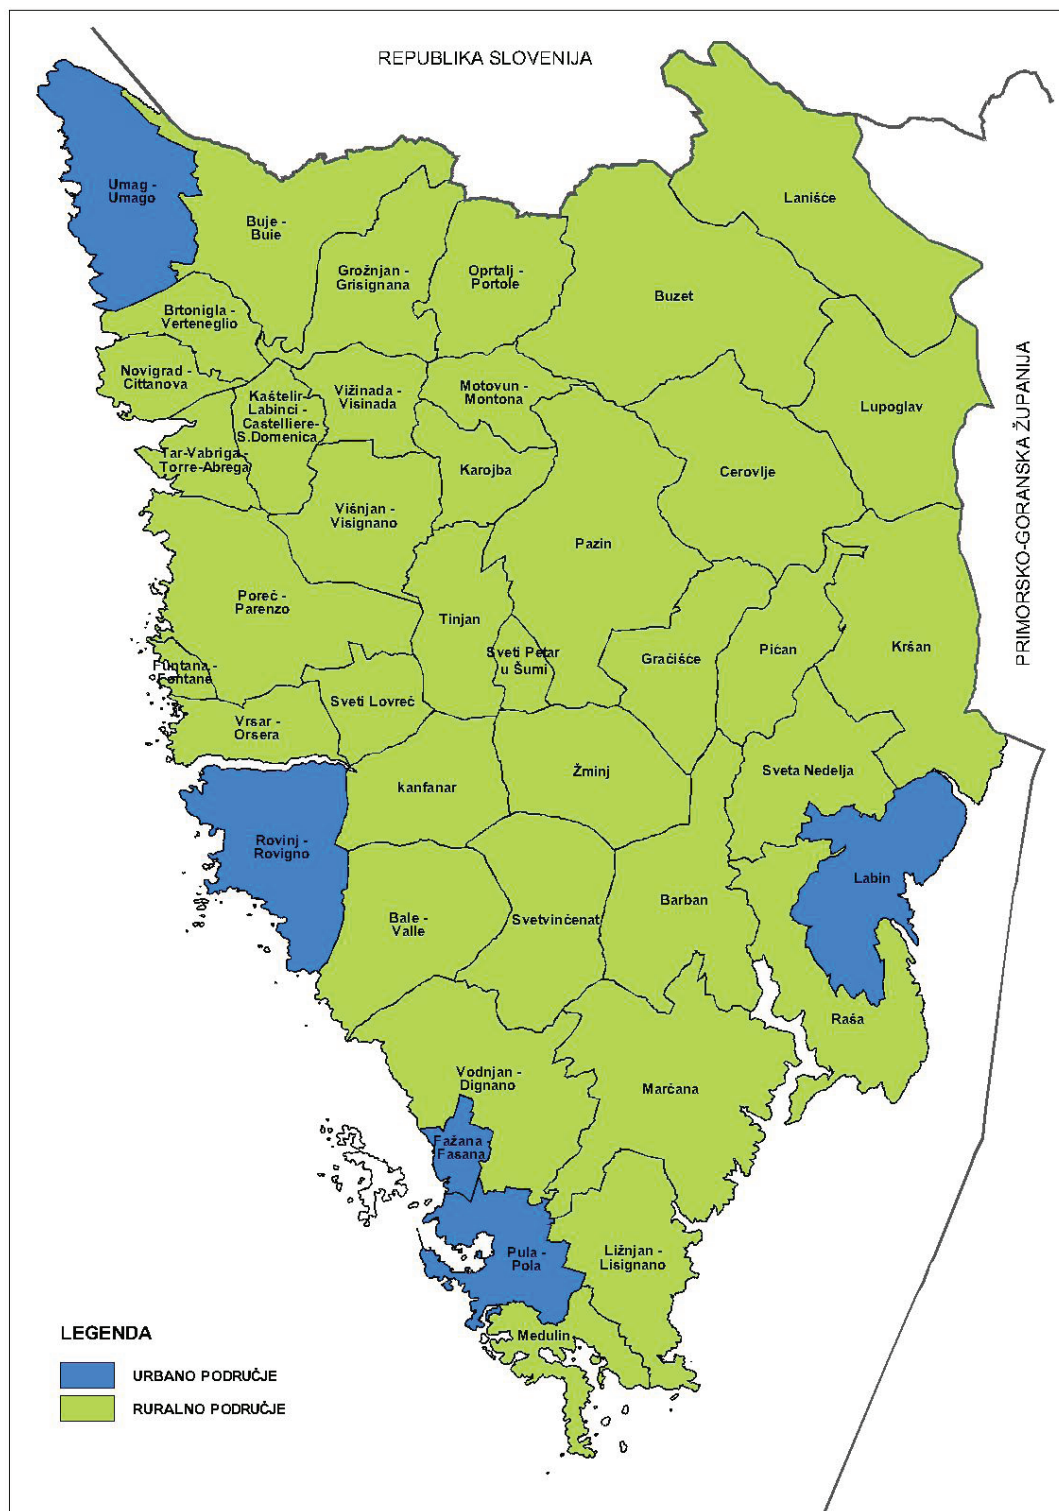 REPUBLIKA SLOVENIJA
Umag -
Umago
Lanišće
Buje -
Buie
Grožnjan -
Grisignana
Oprtalj -
Portole
Buzet
Brtonigla -
Verteneglio
PRIMORSKO-GORANSKA ŽUPANIJA
Novigrad -
Cittanova
Kaštelir-
Labinci -
Castelliere-
S.Domenica
Vižinada -
Visinada
Motovun -
Montona
Lupoglav
Tar-Vabriga -
Torre-Abrega
Karojba
Cerovlje
Višnjan -
Visignano
Pazin
Poreč -
Parenzo
Tinjan
Sveti Petar
u Šumi
Gračišće
Pićan
Kršan
Funtana -
Fontane
Sveti Lovreč
Vrsar -
Orsera
kanfanar
Žminj
Sveta Nedelja
Rovinj -
Rovigno
Labin
Bale -
Valle
Svetvinčenat
Barban
Raša
Vodnjan -
Dignano
Marčana
Fažana -
Fasana
Pula -
Pola
Ližnjan -
Lisignano
Medulin
LEGENDA
URBANO PODRUČJE
RURALNO PODRUČJE